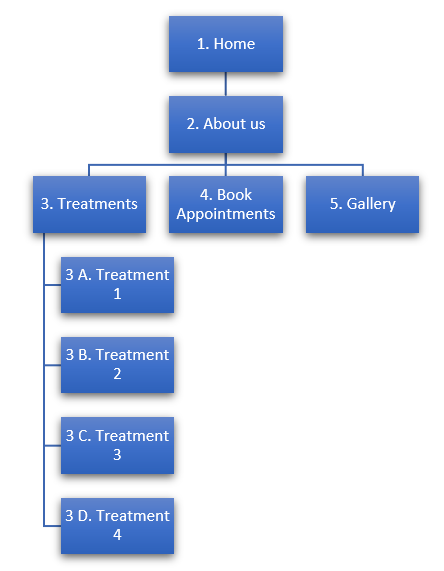 1. Home
2. About us
3. Treatments
4. Book
Appointments
5. Gallery
3 A. Treatment
1
3 B. Treatment
2
3 C. Treatment
3
3 D. Treatment
4